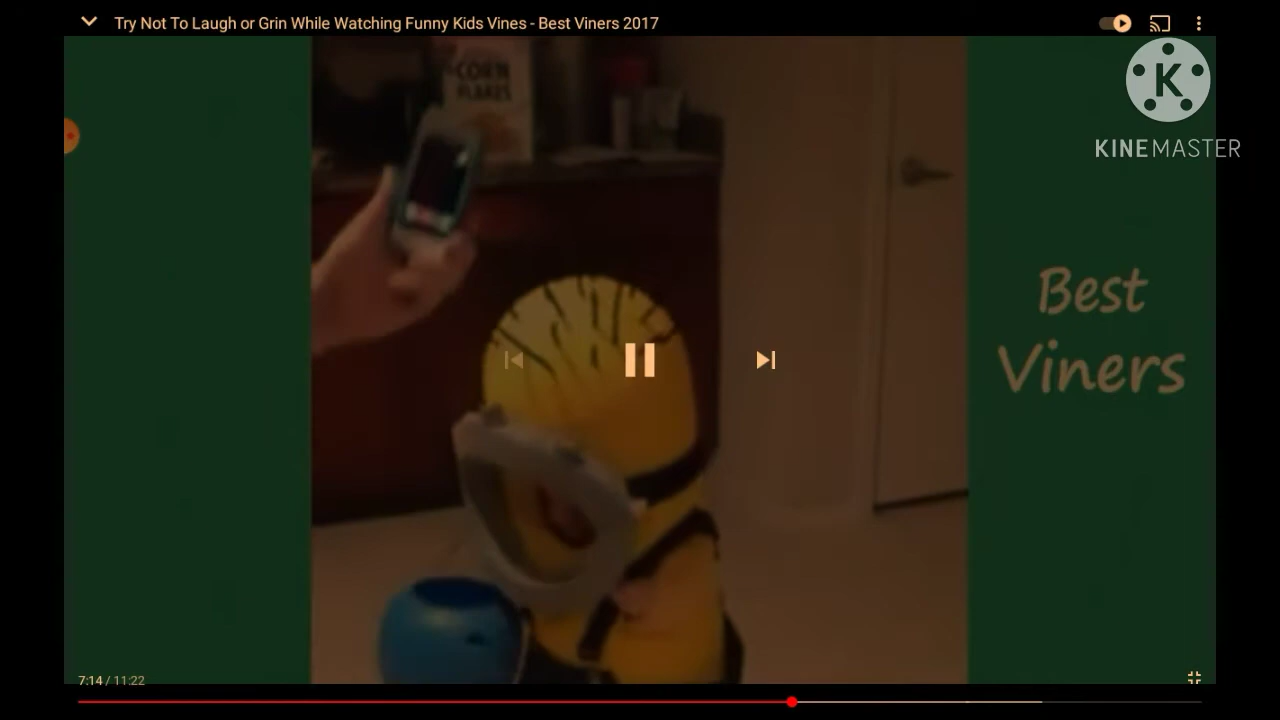 Try Not To Laugh or Grin While Watching Funny Kids Vines - Best Viners 2017
K
KINEMASTER
CORN
FLAKES
Best
Viners
7:14 / 11:22